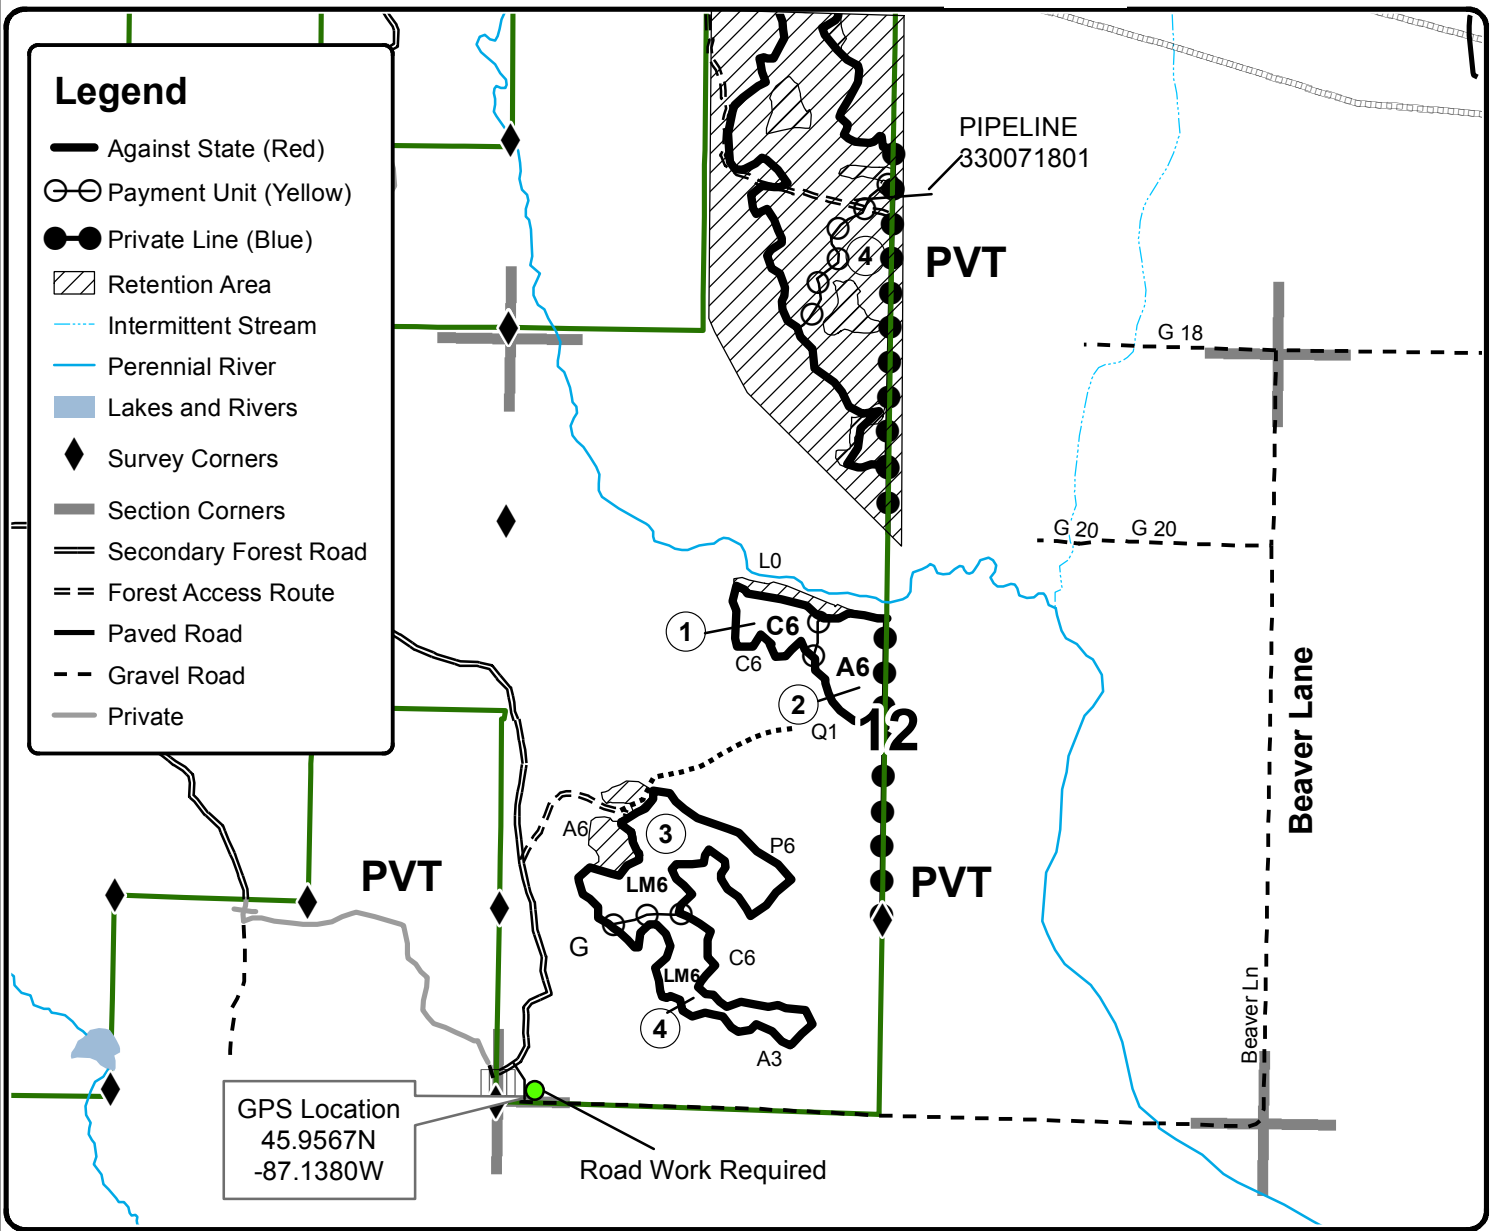 Legend
Against State (Red)
Payment Unit (Yellow)
Private Line (Blue)
Retention Area
Intermittent Stream
Perennial River
Lakes and Rivers
Survey Corners
Section Corners
Secondary Forest Road
Forest Access Route
Paved Road
Gravel Road
Private
PIPELINE
330071801
4
PVT
G 18
G 20 G 20
L0
1
C6
C6
A6
2
Q1
12
Beaver Lane
A6
3
P6
PVT
LM6
PVT
G
C6
LM6
4
A3
Beaver Ln
GPS Location
45.9567N
-87.1380W
Road Work Required